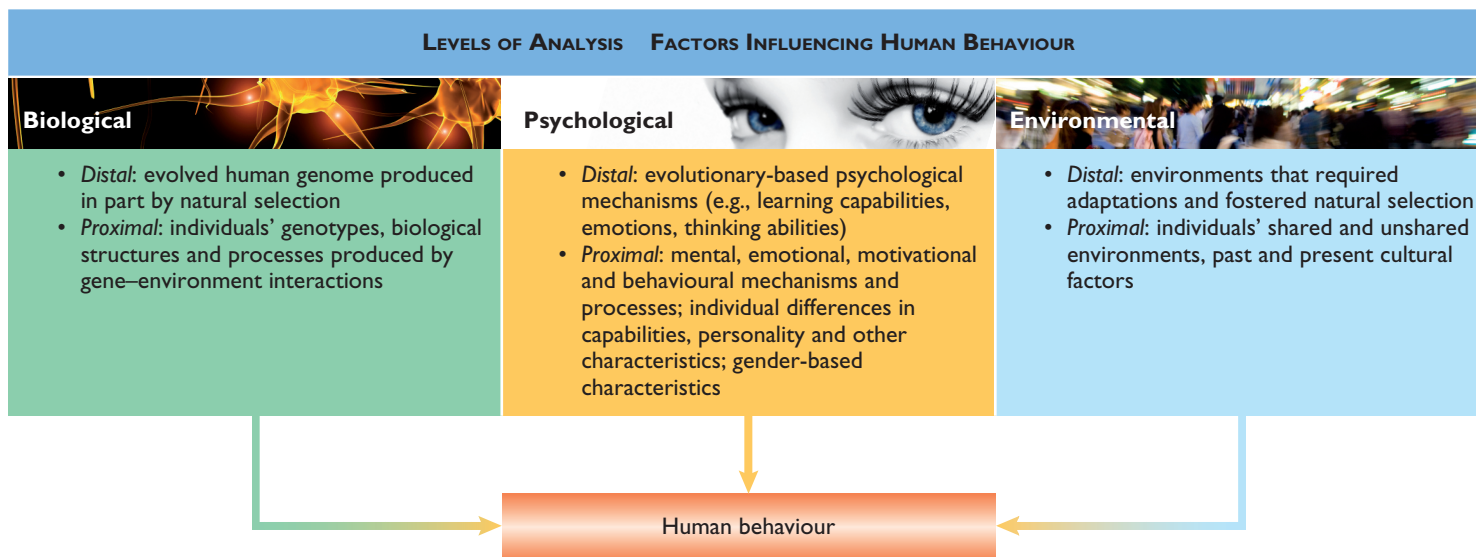 LEVELS OF ANALYSIS FACTORS INFLUENCING HUMAN BEHAVIOUR
Biological
• Distal: evolved human genome produced
in part by natural selection
• Proximal: individuals’ genotypes, biological
structures and processes produced by
gene–environment interactions
Psychological
• Distal: evolutionary-based psychological
mechanisms (e.g., learning capabilities,
emotions, thinking abilities)
• Proximal: mental, emotional, motivational
and behavioural mechanisms and
processes; individual differences in
capabilities, personality and other
characteristics; gender-based
characteristics
Environmental
• Distal: environments that required
adaptations and fostered natural selection
• Proximal: individuals’ shared and unshared
environments, past and present cultural
factors
Human behaviour